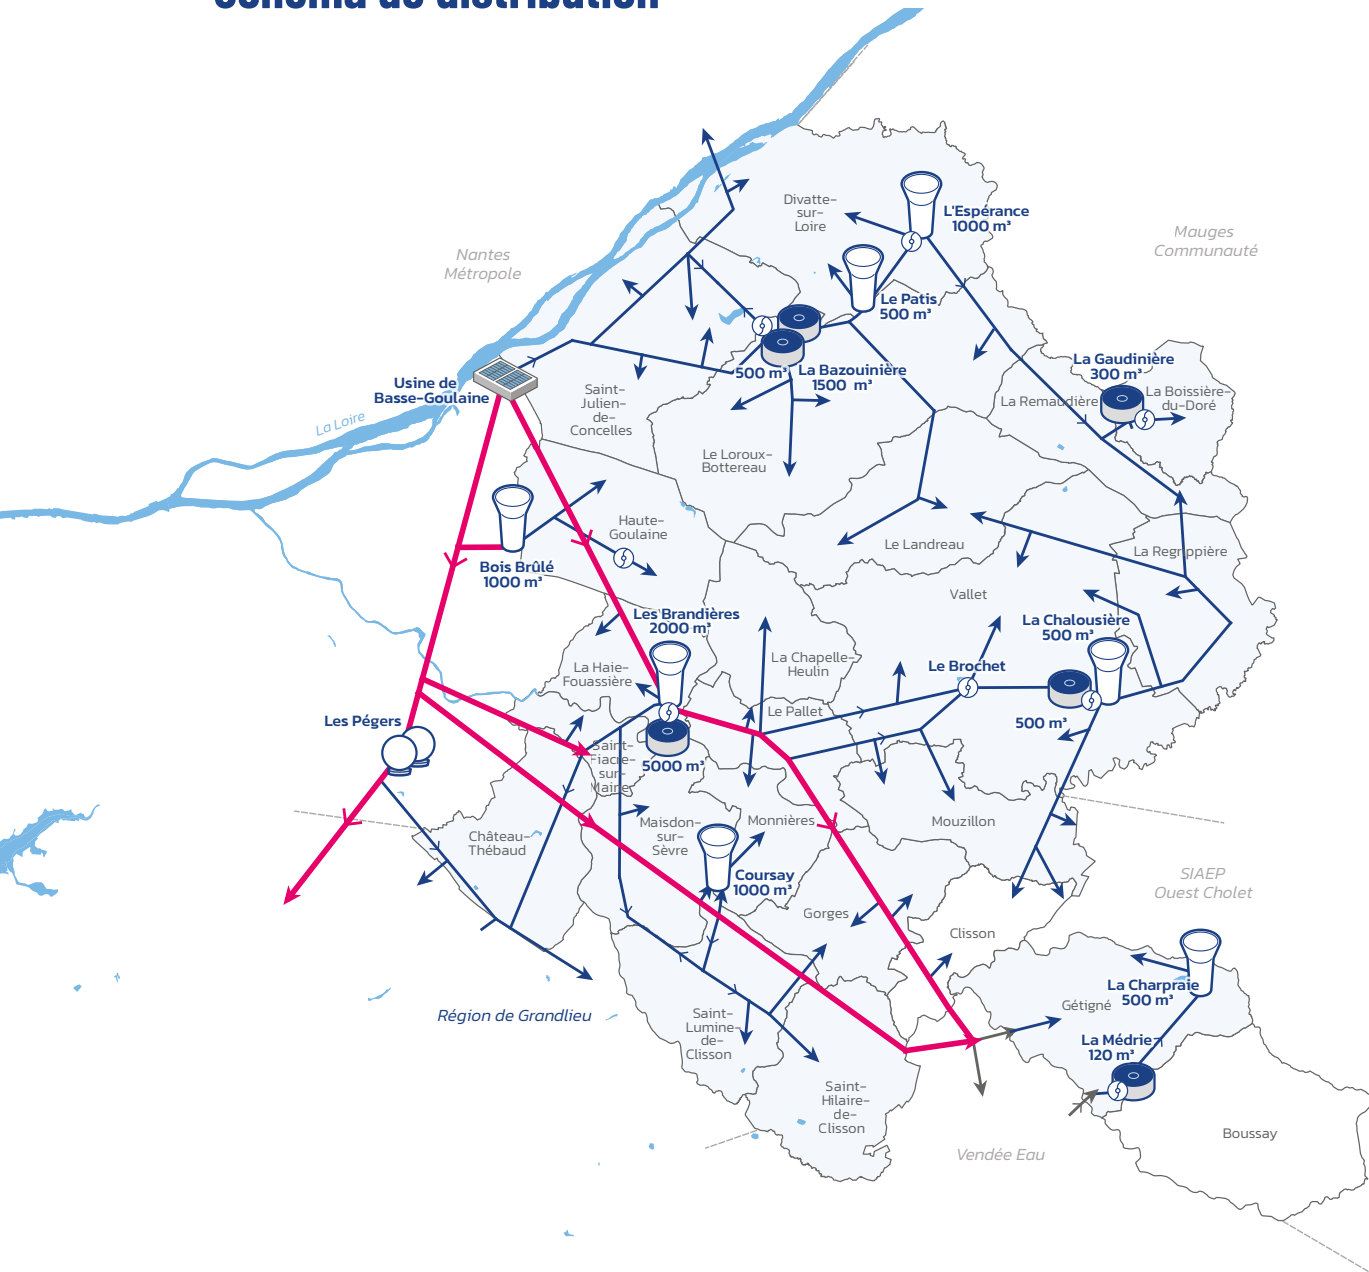 schéma de distribution
Divatte-
sur-
Loire
L'Espérance
1000 m³
Mauges
Communauté
Nantes
Métropole
Le Patis
500 m³
La Gaudinière
300 m³
500 m³
La Bazouinière
1500 m³
Usine de
Basse-Goulaine
La Remaudière
La Boissière-
du-Doré
Saint-
Julien-
de-
Concelles
La Loire
Le Loroux-
Bottereau
Haute-
Goulaine
Le Landreau
La Regrippière
Bois Brûlé
1000 m³
Vallet
Les Brandières
2000 m³
La Chalousière
500 m³
La Haie-
Fouassière
La Chapelle-
Heulin
Le Brochet
Le Pallet
500 m³
Les Pégers
Saint-
Fiacre-
sur-
Maine
5000 m³
Château-
Thébaud
Maisdon-
sur-
Sèvre
Monnières
Mouzillon
Coursay
1000 m³
SIAEP
Ouest Cholet
Gorges
Clisson
La Charpraie
500 m³
Gétigné
Région de Grandlieu
Saint-
Lumine-
de-
Clisson
La Médrie
120 m³
Saint-
Hilaire-
de-
Clisson
Boussay
Vendée Eau